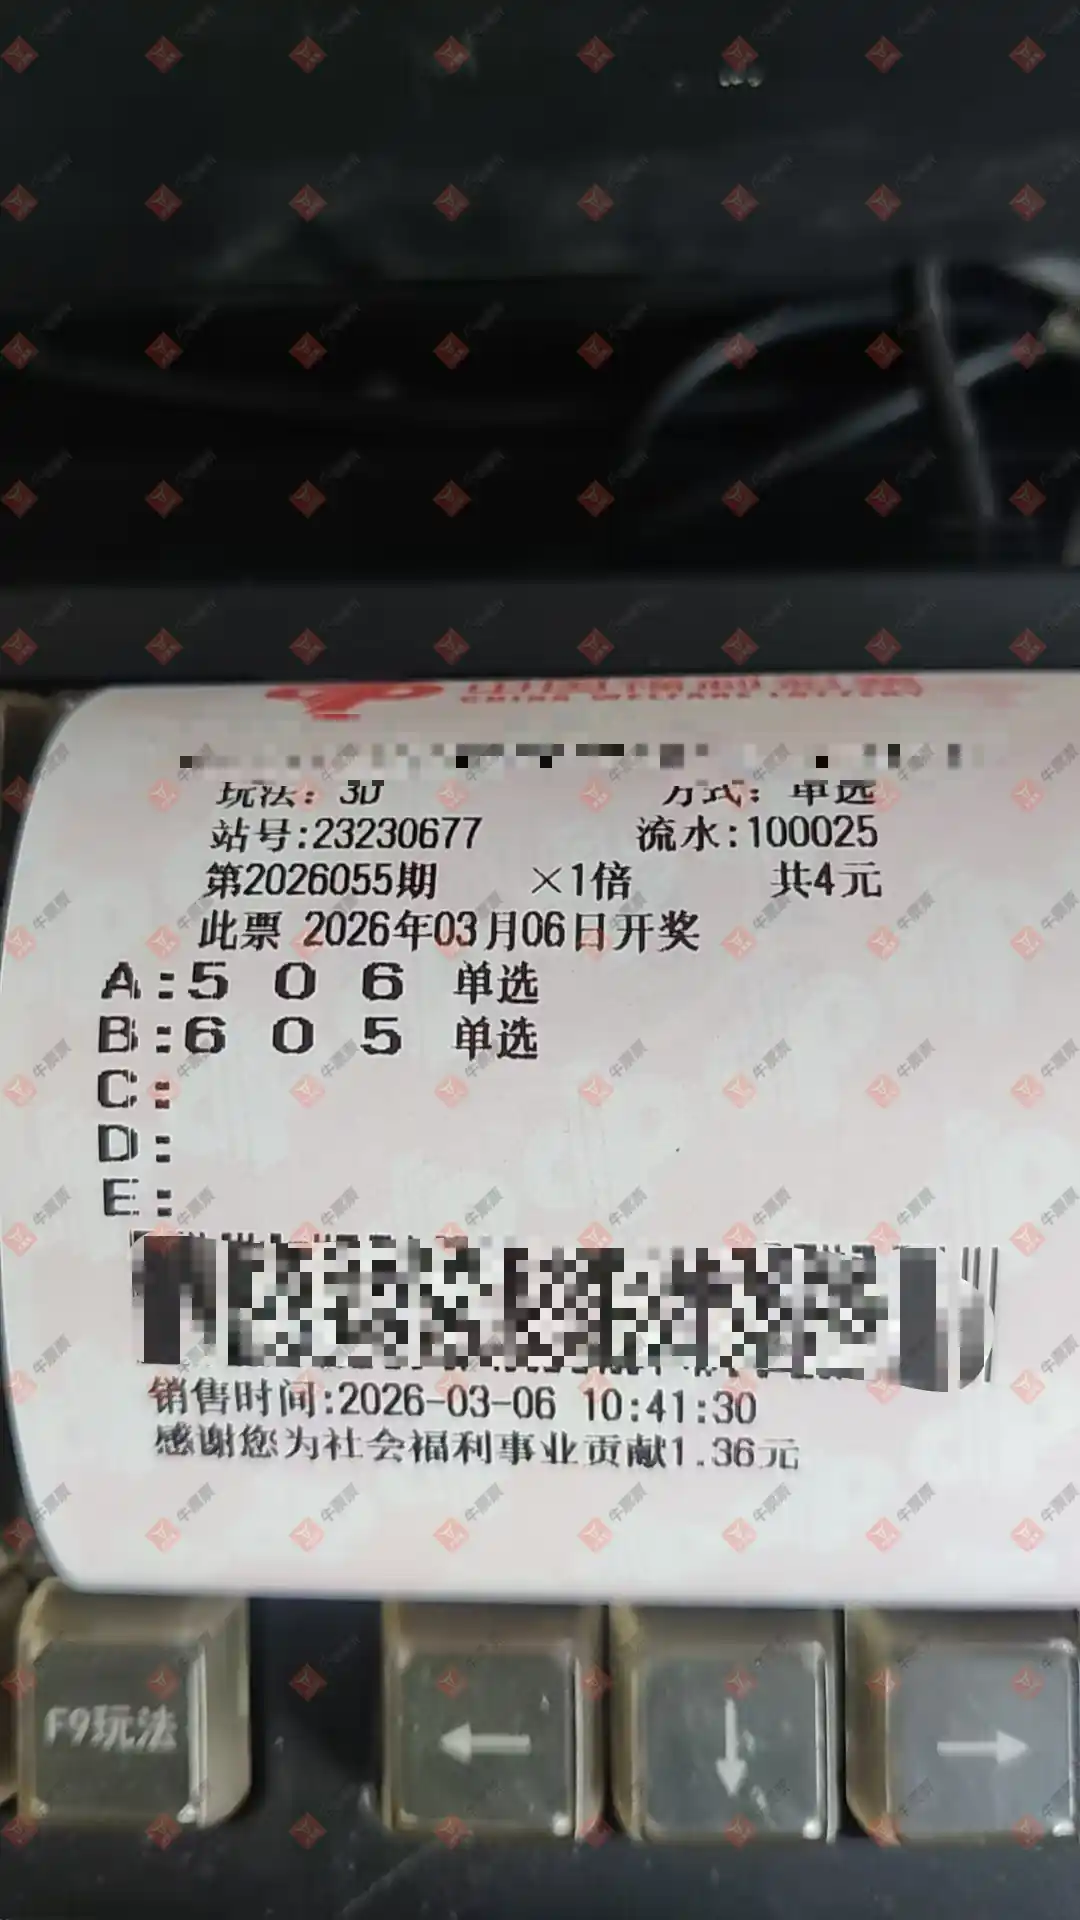 玩法: 3D 方式: 单选
站号:23230677 流水:100025
第2026055期 ×1倍 共4元
此票 2026年03月06日开奖
A:5 0 6 单选
B:6 0 5 单选
C:
D:
E:
销售时间:2026-03-06 10:41:30
感谢您为社会福利事业贡献1.36元
F9玩法
← ↓ →
牛票票